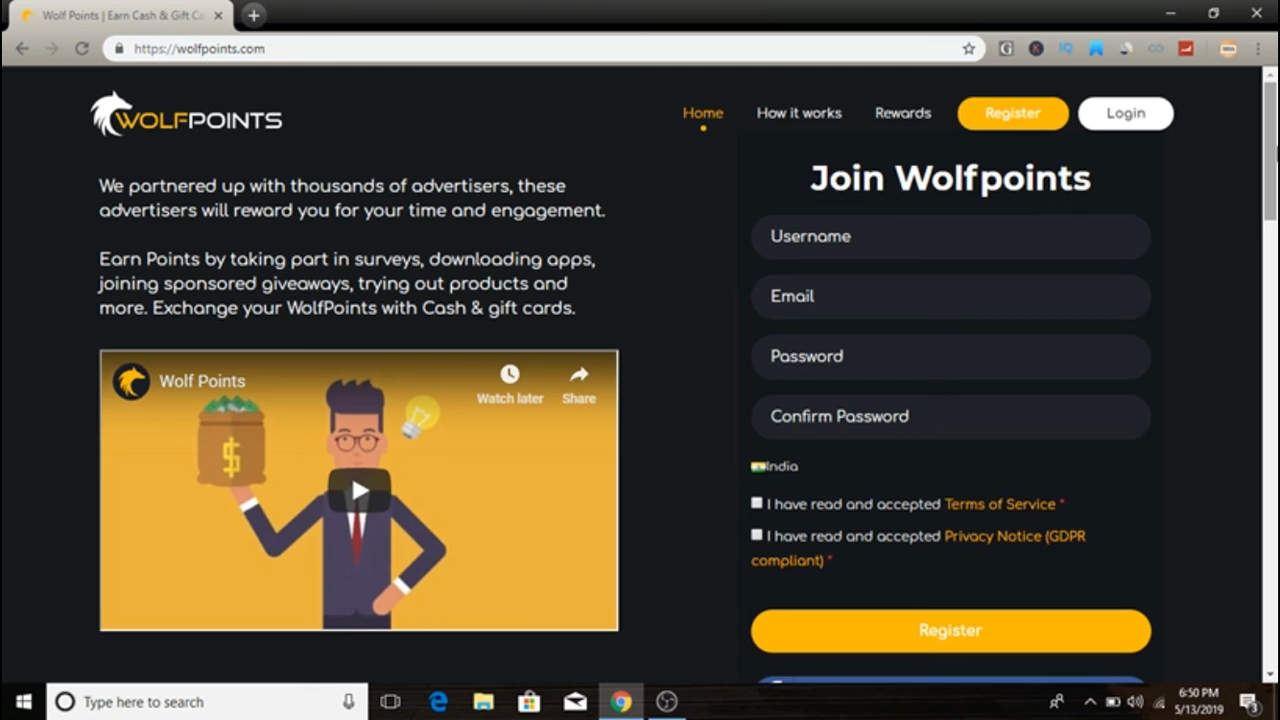 Wolf Points | Earn Cash & Gift Ca
https://wolfpoints.com
WOLFPOINTS
Home
How it works
Rewards
Register
Login
We partnered up with thousands of advertisers, these
advertisers will reward you for your time and engagement.
Earn Points by taking part in surveys, downloading apps,
joining sponsored giveaways, trying out products and
more. Exchange your WolfPoints with Cash & gift cards.
Wolf Points
Watch later
Share
$
Join Wolfpoints
Username
Email
Password
Confirm Password
India
I have read and accepted Terms of Service *
I have read and accepted Privacy Notice (GDPR
compliant) *
Register
Type here to search
6:50 PM
5/13/2019
3